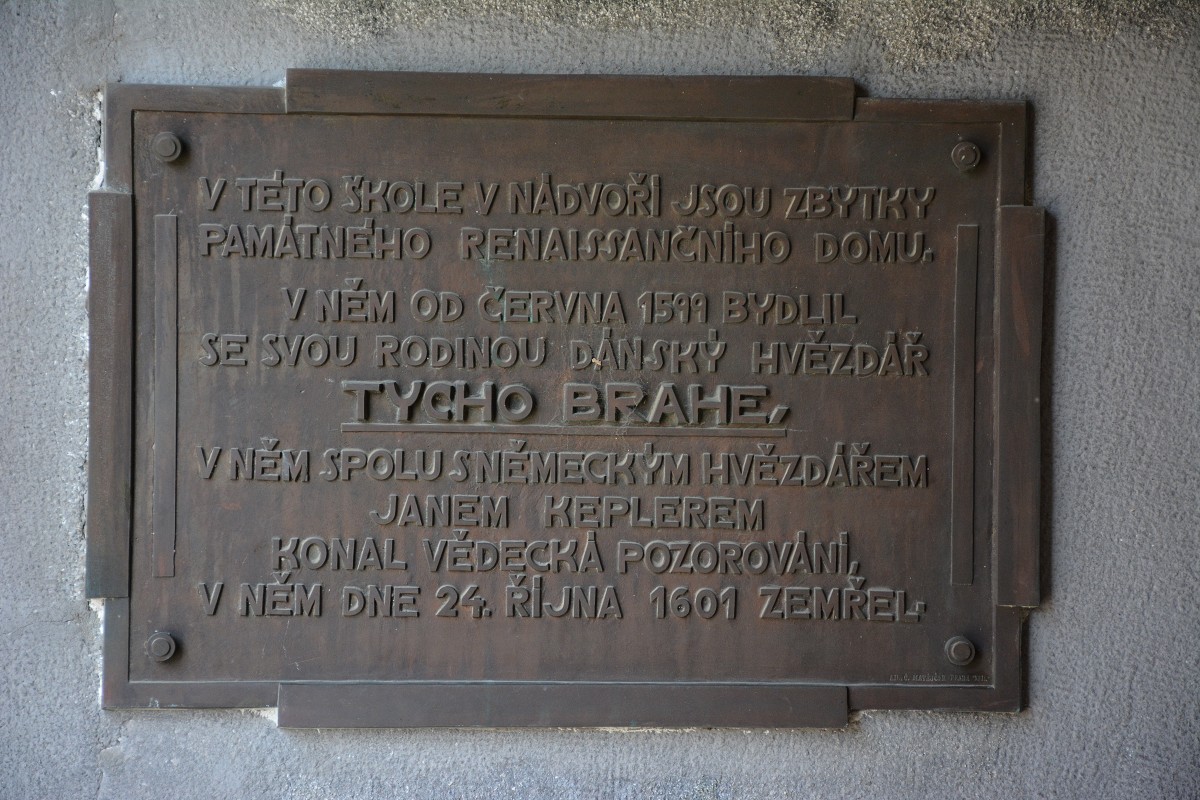 V TÉTO ŠKOLE V NÁDVOŘÍ JSOU ZBYTKY
PAMÁTNÉHO RENAISSANČNÍHO DOMU.
V NĚM OD ČERVNA 1599 BYDLIL
SE SVOU RODINOU DÁNSKÝ HVĚZDÁŘ
TYCHO BRAHE,
V NĚM SPOLU S NĚMECKÝM HVĚZDÁŘEM
JANEM KEPLEREM
KONAL VĚDECKÁ POZOROVÁNÍ,
V NĚM DNE 24. ŘÍJNA 1601 ZEMŘEL.